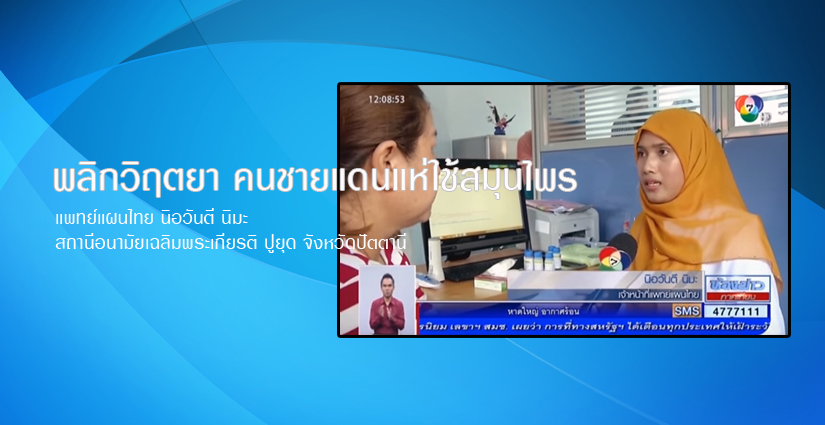 12:08:53
7
พลิกวิฤตยา คนชายแดนแห่ใช้สมุนไพร
แพทย์แผนไทย นิอวันตี นิมะ
สถานีอนามัยเฉลิมพระเกียรติ ปูยุด จังหวัดปัตตานี
7
นิอวันตี นิมะ
เจ้าหน้าที่แพทย์แผนไทย
ห้องข่าว
ภาคเที่ยง
หาดใหญ่ อากาศร้อน
SMS 4777111
รนิยม เลขาฯ สมช. เผยว่า การที่ทางสหรัฐฯ ได้เตือนทุกประเทศให้เฝ้าระวั